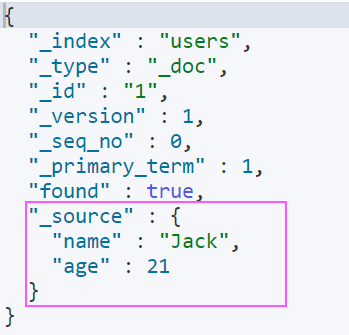 {
  "_index" : "users",
  "_type" : "_doc",
  "_id" : "1",
  "_version" : 1,
  "_seq_no" : 0,
  "_primary_term" : 1,
  "found" : true,
  "_source" : {
    "name" : "Jack",
    "age" : 21
  }
}